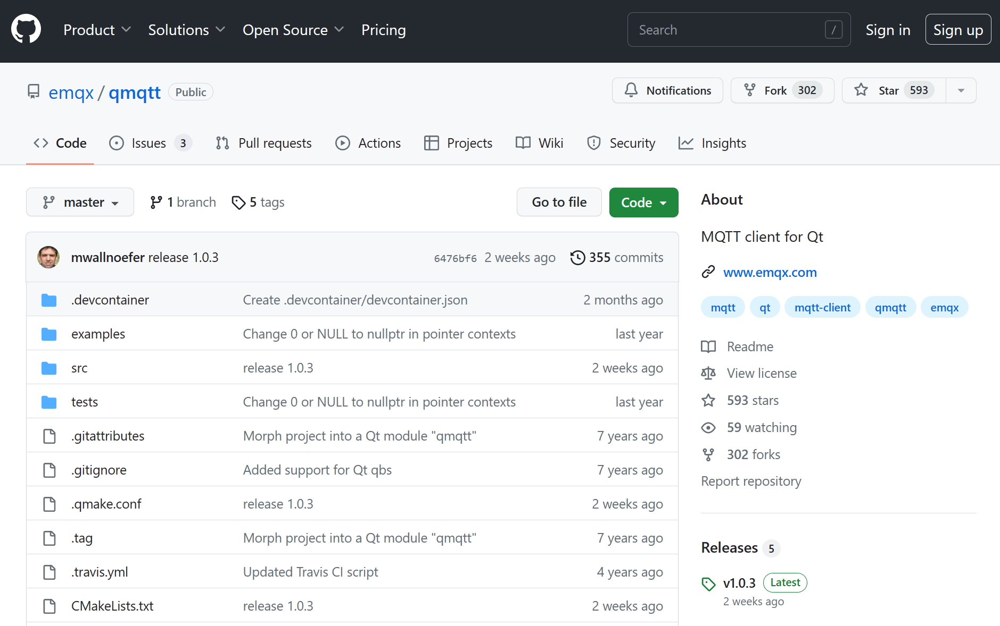 Product Solutions Open Source Pricing Search / Sign in Sign up
emqx / qmqtt Public Notifications Fork 302 Star 593
Code Issues 3 Pull requests Actions Projects Wiki Security Insights
master 1 branch 5 tags Go to file Code
mwallnoefer release 1.0.3 6476bf6 2 weeks ago 355 commits
.devcontainer Create .devcontainer/devcontainer.json 2 months ago
examples Change 0 or NULL to nullptr in pointer contexts last year
src release 1.0.3 2 weeks ago
tests Change 0 or NULL to nullptr in pointer contexts last year
.gitattributes Morph project into a Qt module "qmqtt" 7 years ago
.gitignore Added support for Qt qbs 7 years ago
.qmake.conf release 1.0.3 2 weeks ago
.tag Morph project into a Qt module "qmqtt" 7 years ago
.travis.yml Updated Travis CI script 4 years ago
CMakeLists.txt release 1.0.3 2 weeks ago
About
MQTT client for Qt
www.emqx.com
mqtt qt mqtt-client qmqtt emqx
Readme
View license
593 stars
59 watching
302 forks
Report repository
Releases 5
v1.0.3 Latest
2 weeks ago